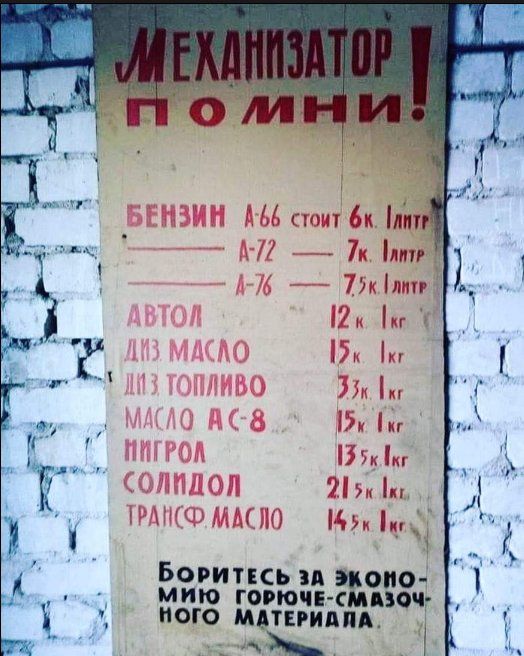 МЕХАНИЗАТОР
ПОМНИ!
БЕНЗИН А-66 стоит 6к 1литр
А-72 — 7к 1литр
А-76 — 7,5к 1литр
АВТОЛ 12к 1кг
ДИЗ. МАСЛО 15к 1кг
ДИЗ. ТОПЛИВО 3 3к 1кг
МАСЛО АС-8 15к 1кг
НИГРОЛ 13 5к 1кг
СОЛИДОЛ 21 5к 1кг
ТРАНСФ. МАСЛО 14 5к 1кг
БОРИТЕСЬ ЗА ЭКОНО-
МИЮ ГОРЮЧЕ-СМАЗОЧ-
НОГО МАТЕРИАЛА.